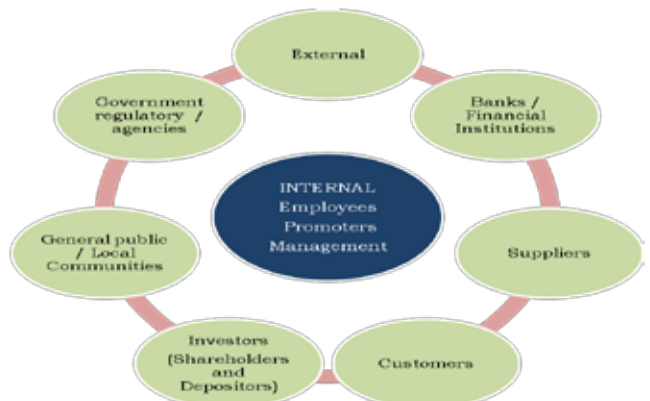 External
Banks /
Financial
Institutions
Suppliers
Customers
Investors
(Shareholders
and
Depositors)
General public
/ Local
Communities
Government
regulatory /
agencies
INTERNAL
Employees
Promoters
Management